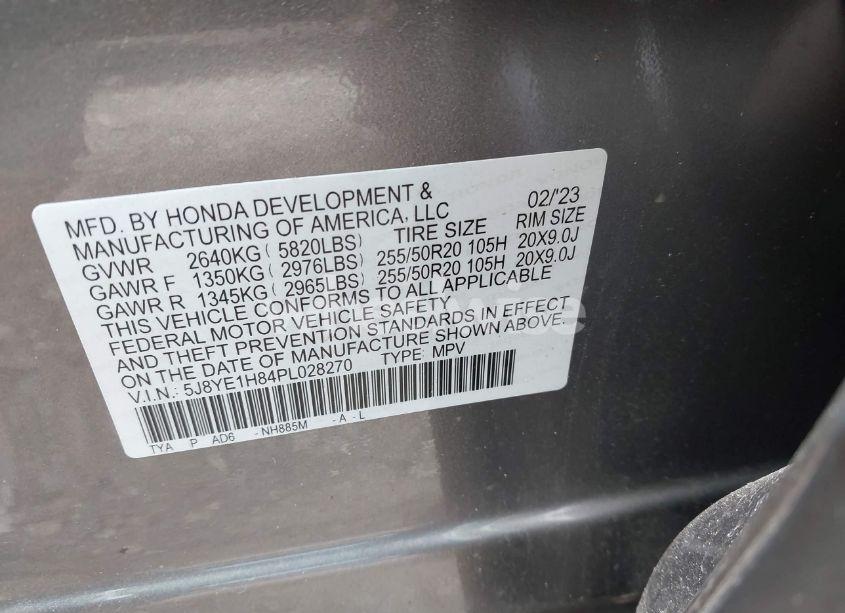 MFD. BY HONDA DEVELOPMENT & 02/'23
MANUFACTURING OF AMERICA, LLC
TIRE SIZE RIM SIZE
GVWR 2640KG ( 5820LBS)
GAWR F 1350KG ( 2976LBS) 255/50R20 105H 20X9.0J
GAWR R 1345KG ( 2965LBS) 255/50R20 105H 20X9.0J
THIS VEHICLE CONFORMS TO ALL APPLICABLE
FEDERAL MOTOR VEHICLE SAFETY
AND THEFT PREVENTION STANDARDS IN EFFECT
ON THE DATE OF MANUFACTURE SHOWN ABOVE.
V.I.N.: 5J8YE1H84PL028270 TYPE: MPV
TYA P AD6 -NH885M -A -L